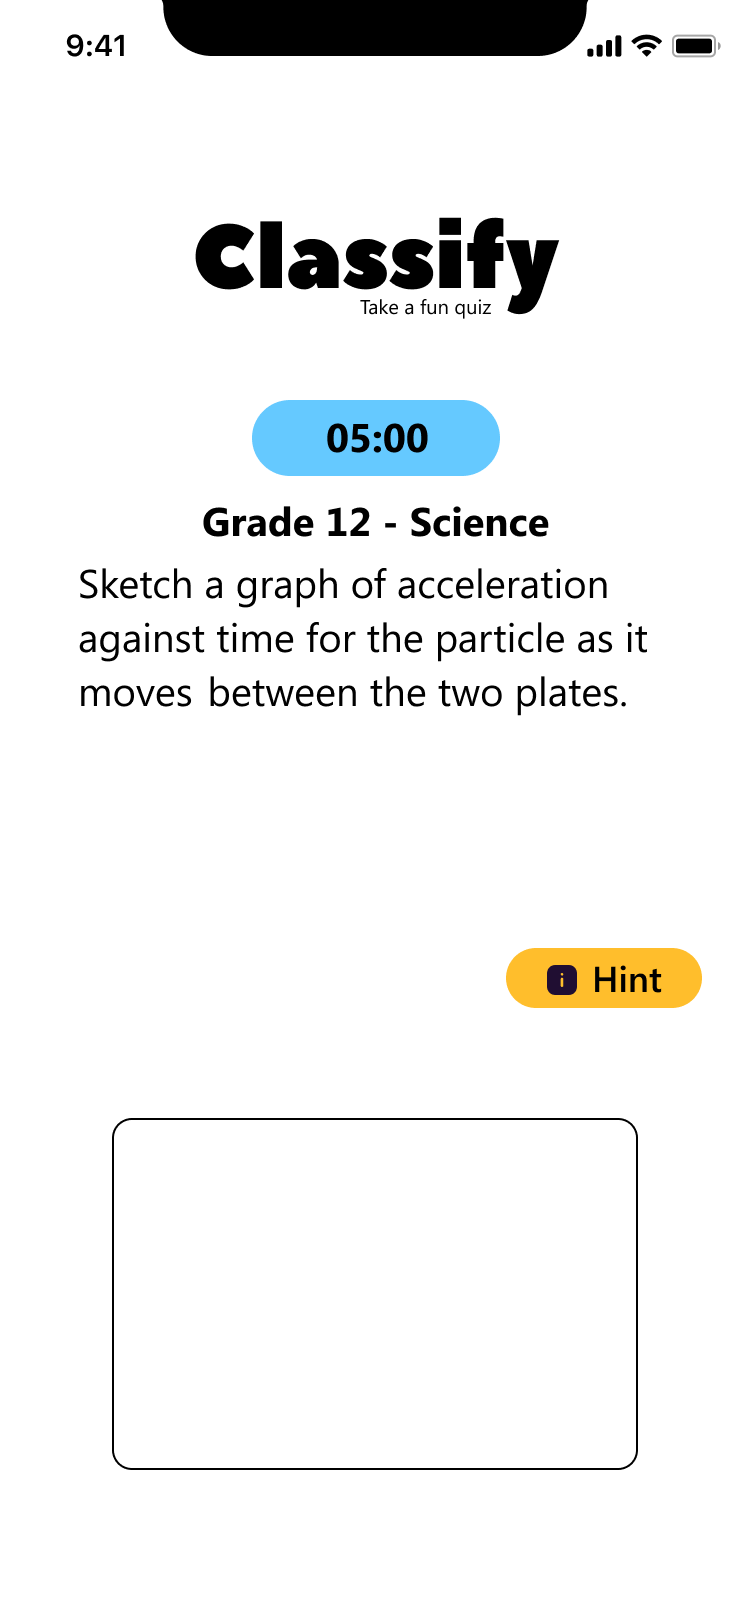 9:41
Classify
Take a fun quiz
05:00
Grade 12 - Science
Sketch a graph of acceleration
against time for the particle as it
moves between the two plates.
i Hint